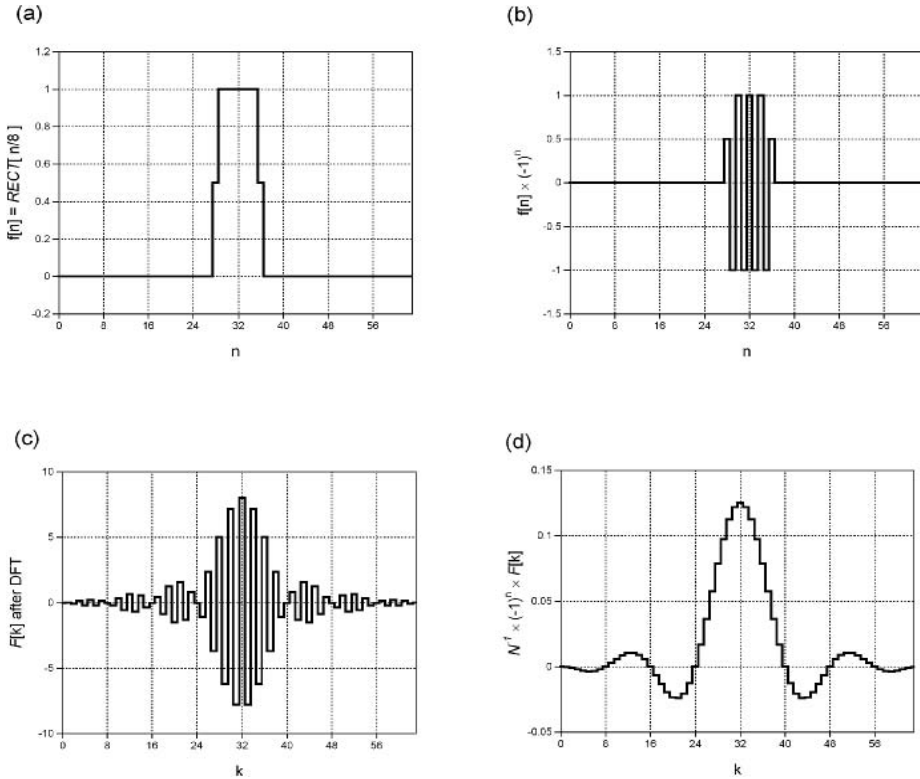 (a)
f[n] = RECT[ n/8 ]
1.2
1
0.8
0.6
0.4
0.2
0
-0.2
0 8 16 24 32 40 48 56
n
(b)
f[n] × (-1)ⁿ
1.5
1
0.5
0
-0.5
-1
-1.5
0 8 16 24 32 40 48 56
n
(c)
F[k] after DFT
10
5
0
-5
-10
0 8 16 24 32 40 48 56
k
(d)
N⁻¹ × (-1)ⁿ × F[k]
0.15
0.1
0.05
0
-0.05
0 8 16 24 32 40 48 56
k